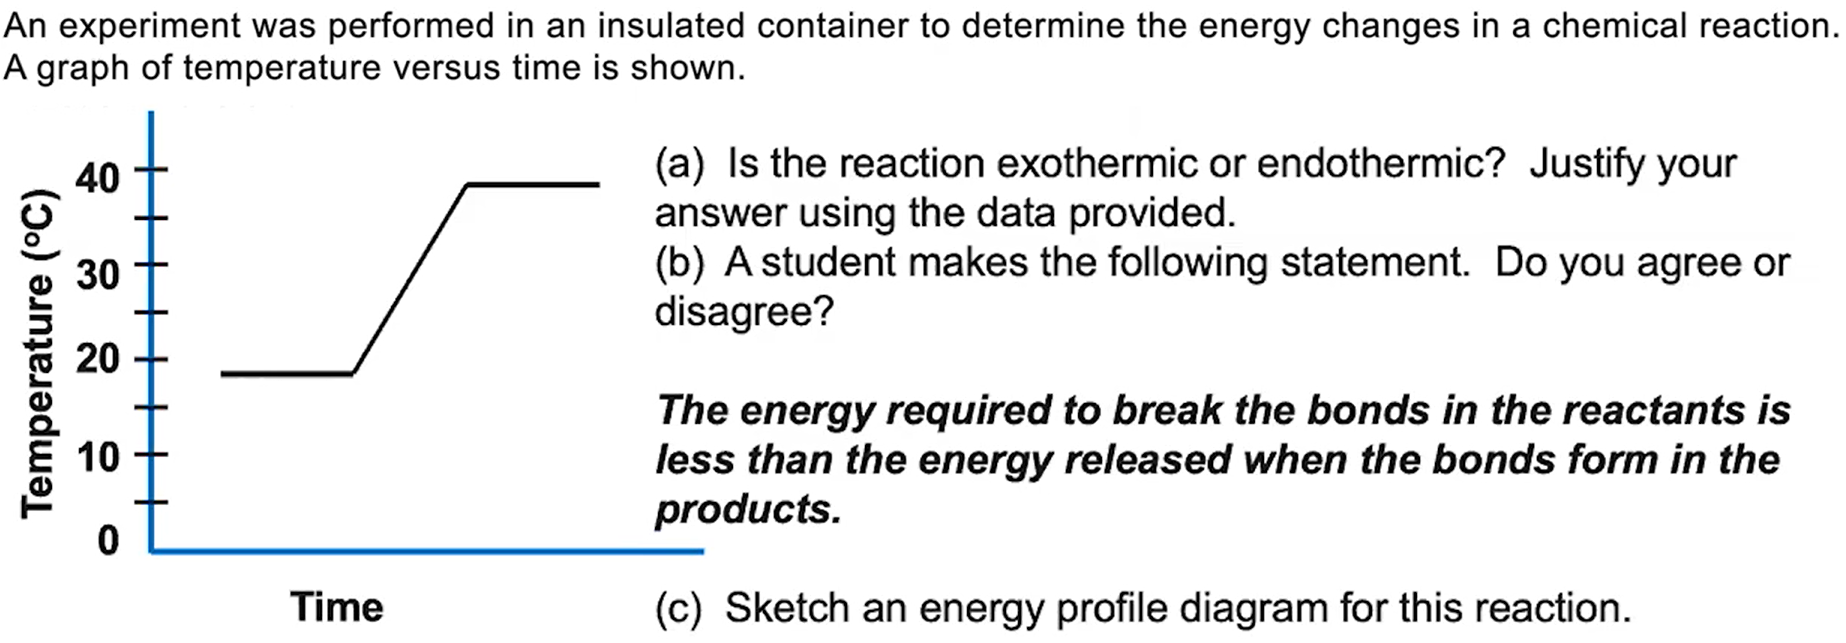 An experiment was performed in an insulated container to determine the energy changes in a chemical reaction.
A graph of temperature versus time is shown.
Temperature (°C)
40
30
20
10
0
Time
(a) Is the reaction exothermic or endothermic? Justify your
answer using the data provided.
(b) A student makes the following statement. Do you agree or
disagree?
The energy required to break the bonds in the reactants is
less than the energy released when the bonds form in the
products.
(c) Sketch an energy profile diagram for this reaction.